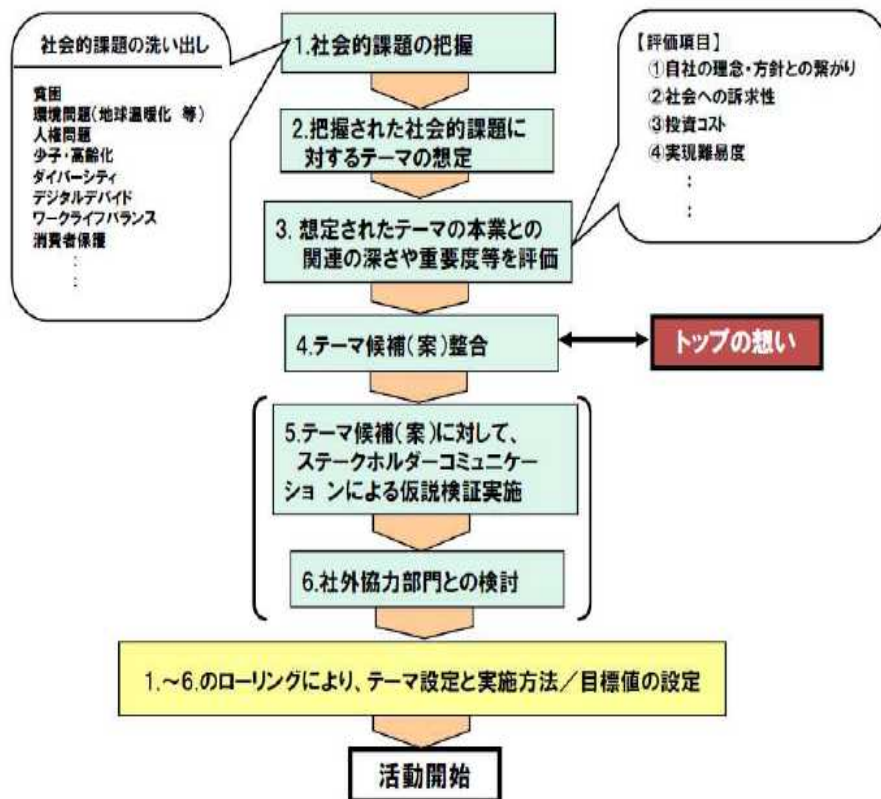 社会的課題の洗い出し
貧困
環境問題(地球温暖化 等)
人権問題
少子・高齢化
ダイバーシティ
デジタルデバイド
ワークライフバランス
消費者保護
:
:
1.社会的課題の把握
2.把握された社会的課題に
対するテーマの想定
3. 想定されたテーマの本業との
関連の深さや重要度等を評価
【評価項目】
①自社の理念・方針との繋がり
②社会への訴求性
③投資コスト
④実現難易度
:
:
4.テーマ候補(案)整合
トップの想い
5.テーマ候補(案)に対して、
ステークホルダーコミュニケー
ションによる仮説検証実施
6.社外協力部門との検討
1.~6.のローリングにより、テーマ設定と実施方法/目標値の設定
活動開始